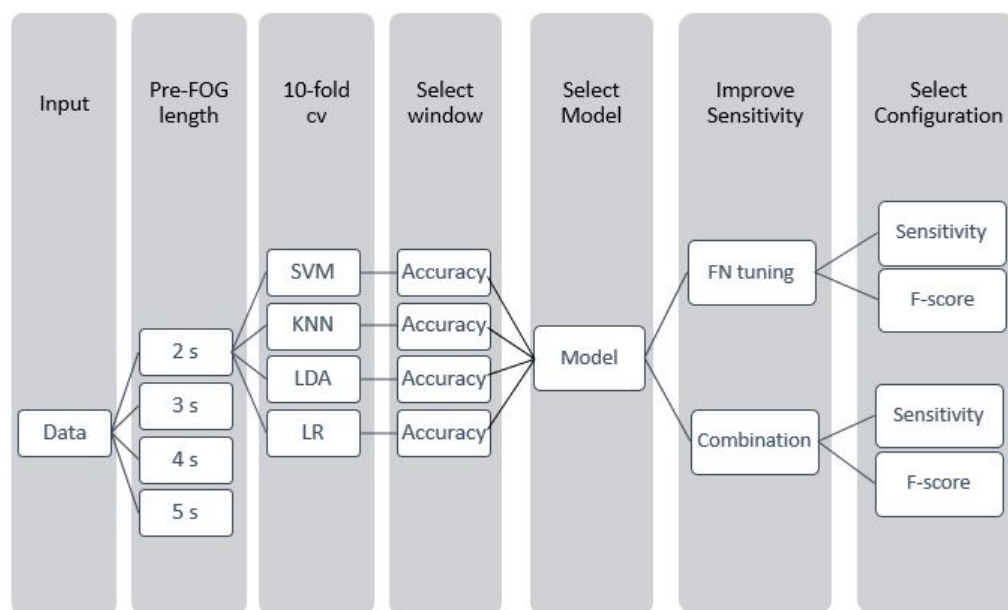 Input
Pre-FOG
length
10-fold
cv
Select
window
Select
Model
Improve
Sensitivity
Select
Configuration
Data
2 s
3 s
4 s
5 s
SVM
KNN
LDA
LR
Accuracy
Accuracy
Accuracy
Accuracy
Model
FN tuning
Combination
Sensitivity
F-score
Sensitivity
F-score